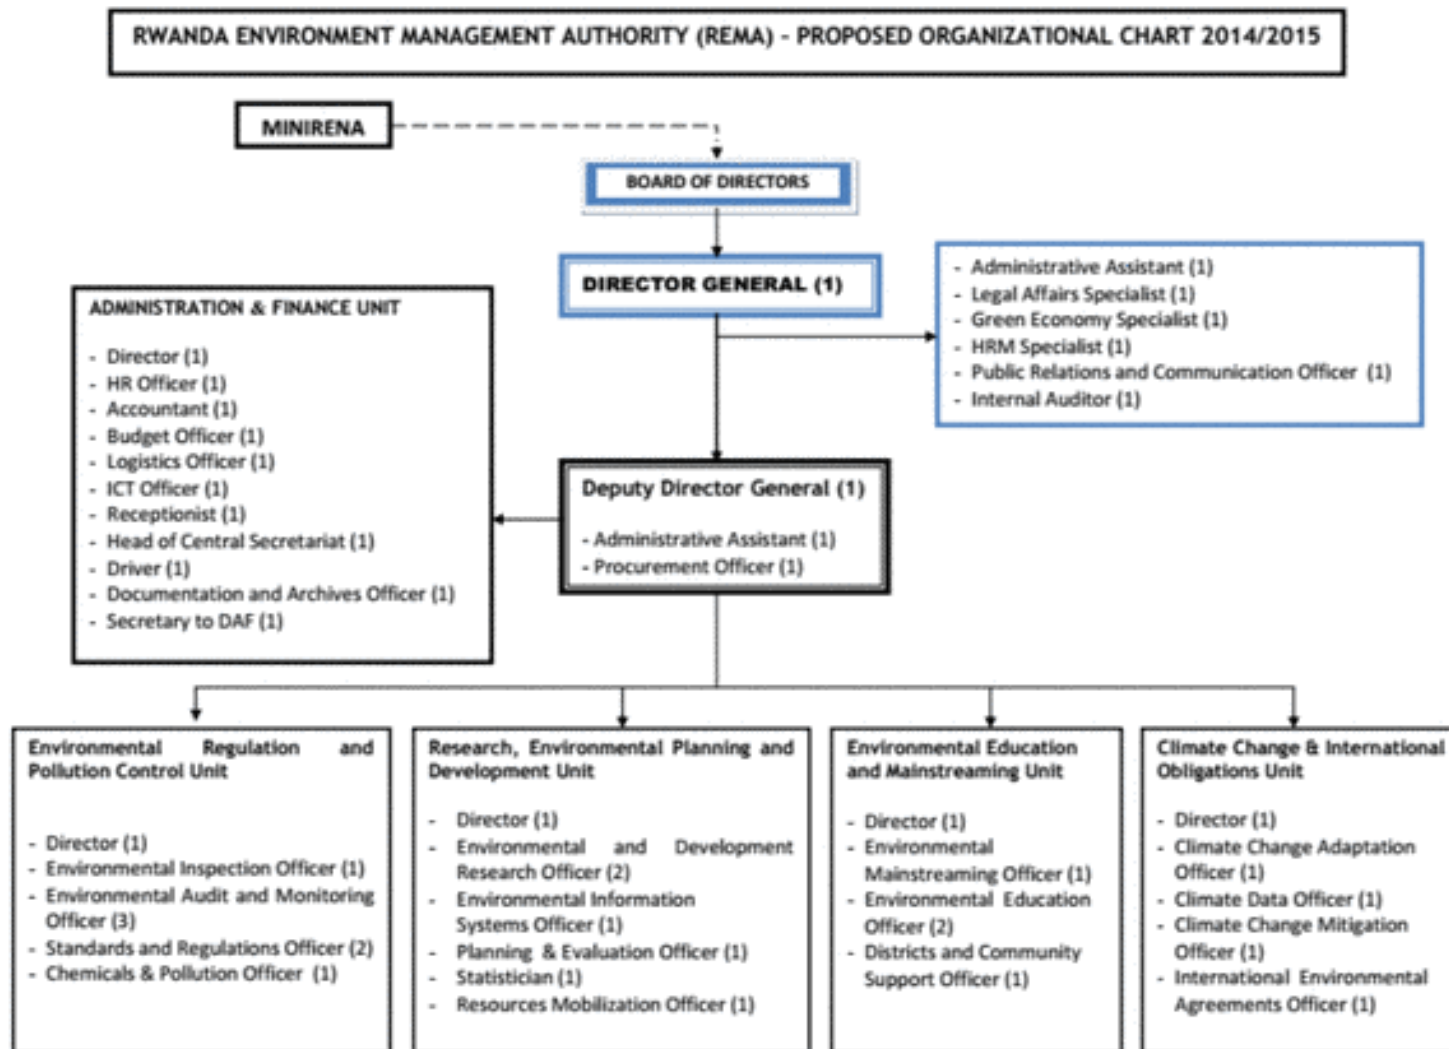 RWANDA ENVIRONMENT MANAGEMENT AUTHORITY (REMA) - PROPOSED ORGANIZATIONAL CHART 2014/2015
MINIRENA
BOARD OF DIRECTORS
DIRECTOR GENERAL (1)
- Administrative Assistant (1)
- Legal Affairs Specialist (1)
- Green Economy Specialist (1)
- HRM Specialist (1)
- Public Relations and Communication Officer (1)
- Internal Auditor (1)
ADMINISTRATION & FINANCE UNIT
- Director (1)
- HR Officer (1)
- Accountant (1)
- Budget Officer (1)
- Logistics Officer (1)
- ICT Officer (1)
- Receptionist (1)
- Head of Central Secretariat (1)
- Driver (1)
- Documentation and Archives Officer (1)
- Secretary to DAF (1)
Deputy Director General (1)
- Administrative Assistant (1)
- Procurement Officer (1)
Environmental Regulation and
Pollution Control Unit
- Director (1)
- Environmental Inspection Officer (1)
- Environmental Audit and Monitoring
Officer (3)
- Standards and Regulations Officer (2)
- Chemicals & Pollution Officer (1)
Research, Environmental Planning and
Development Unit
- Director (1)
- Environmental and Development
Research Officer (2)
- Environmental Information
Systems Officer (1)
- Planning & Evaluation Officer (1)
- Statistician (1)
- Resources Mobilization Officer (1)
Environmental Education
and Mainstreaming Unit
- Director (1)
- Environmental
Mainstreaming Officer (1)
- Environmental Education
Officer (2)
- Districts and Community
Support Officer (1)
Climate Change & International
Obligations Unit
- Director (1)
- Climate Change Adaptation
Officer (1)
- Climate Data Officer (1)
- Climate Change Mitigation
Officer (1)
- International Environmental
Agreements Officer (1)